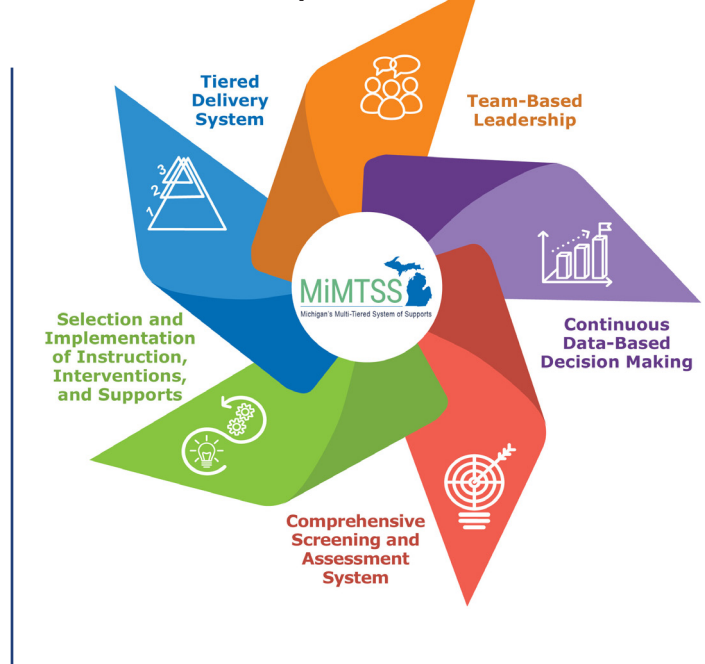 Tiered
Delivery
System
Team-Based
Leadership
3
2
1
MiMTSS
Michigan's Multi-Tiered System of Supports
Continuous
Data-Based
Decision Making
Selection and
Implementation
of Instruction,
Interventions,
and Supports
Comprehensive
Screening and
Assessment
System